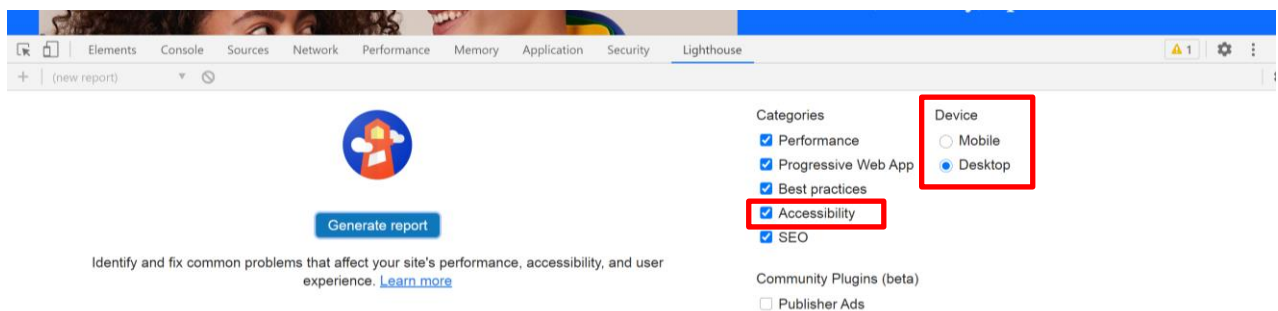 Elements Console Sources Network Performance Memory Application Security Lighthouse 1
(new report)
Categories
Performance
Progressive Web App
Best practices
Accessibility
SEO
Device
Mobile
Desktop
Generate report
Identify and fix common problems that affect your site's performance, accessibility, and user
experience. Learn more
Community Plugins (beta)
Publisher Ads